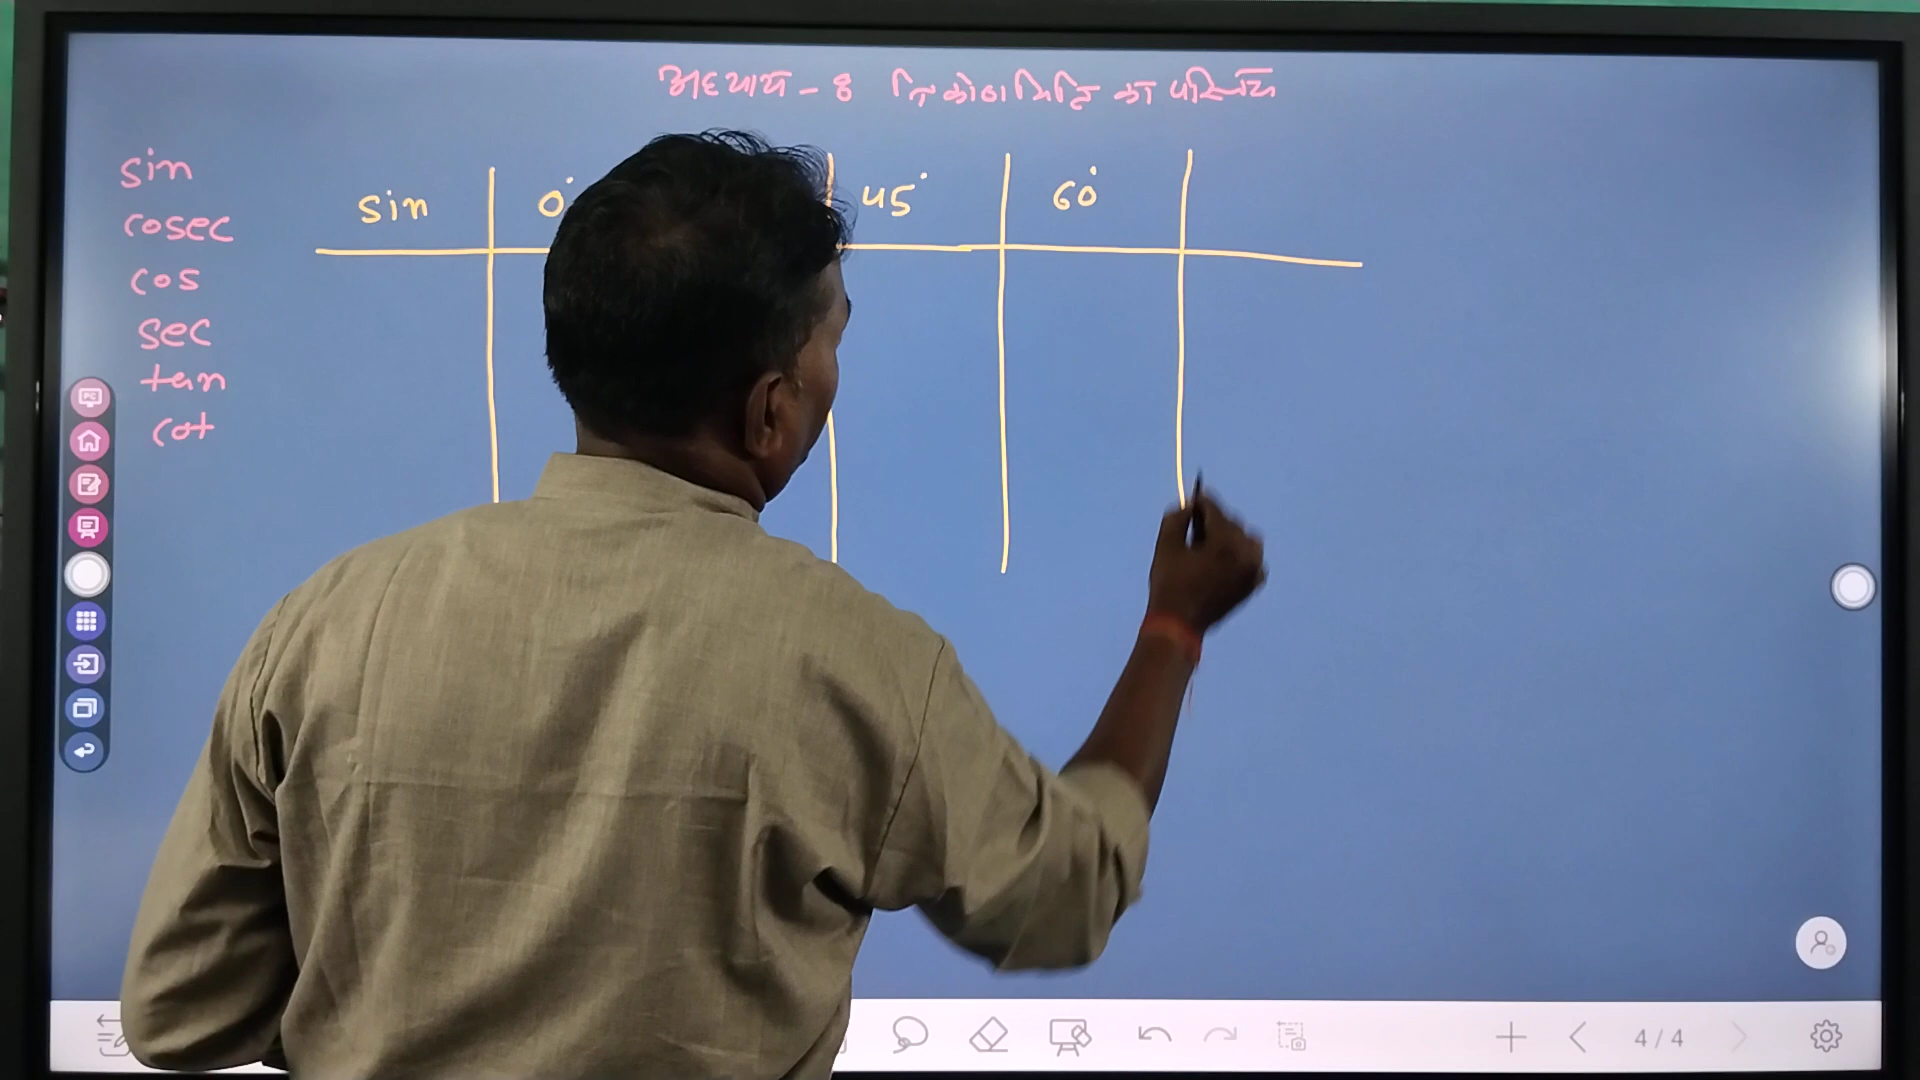 अध्याय - 8 त्रिकोणमिति का परिचय
sin
cosec
cos
sec
tan
cot
sin 0° 45° 60°
4/4